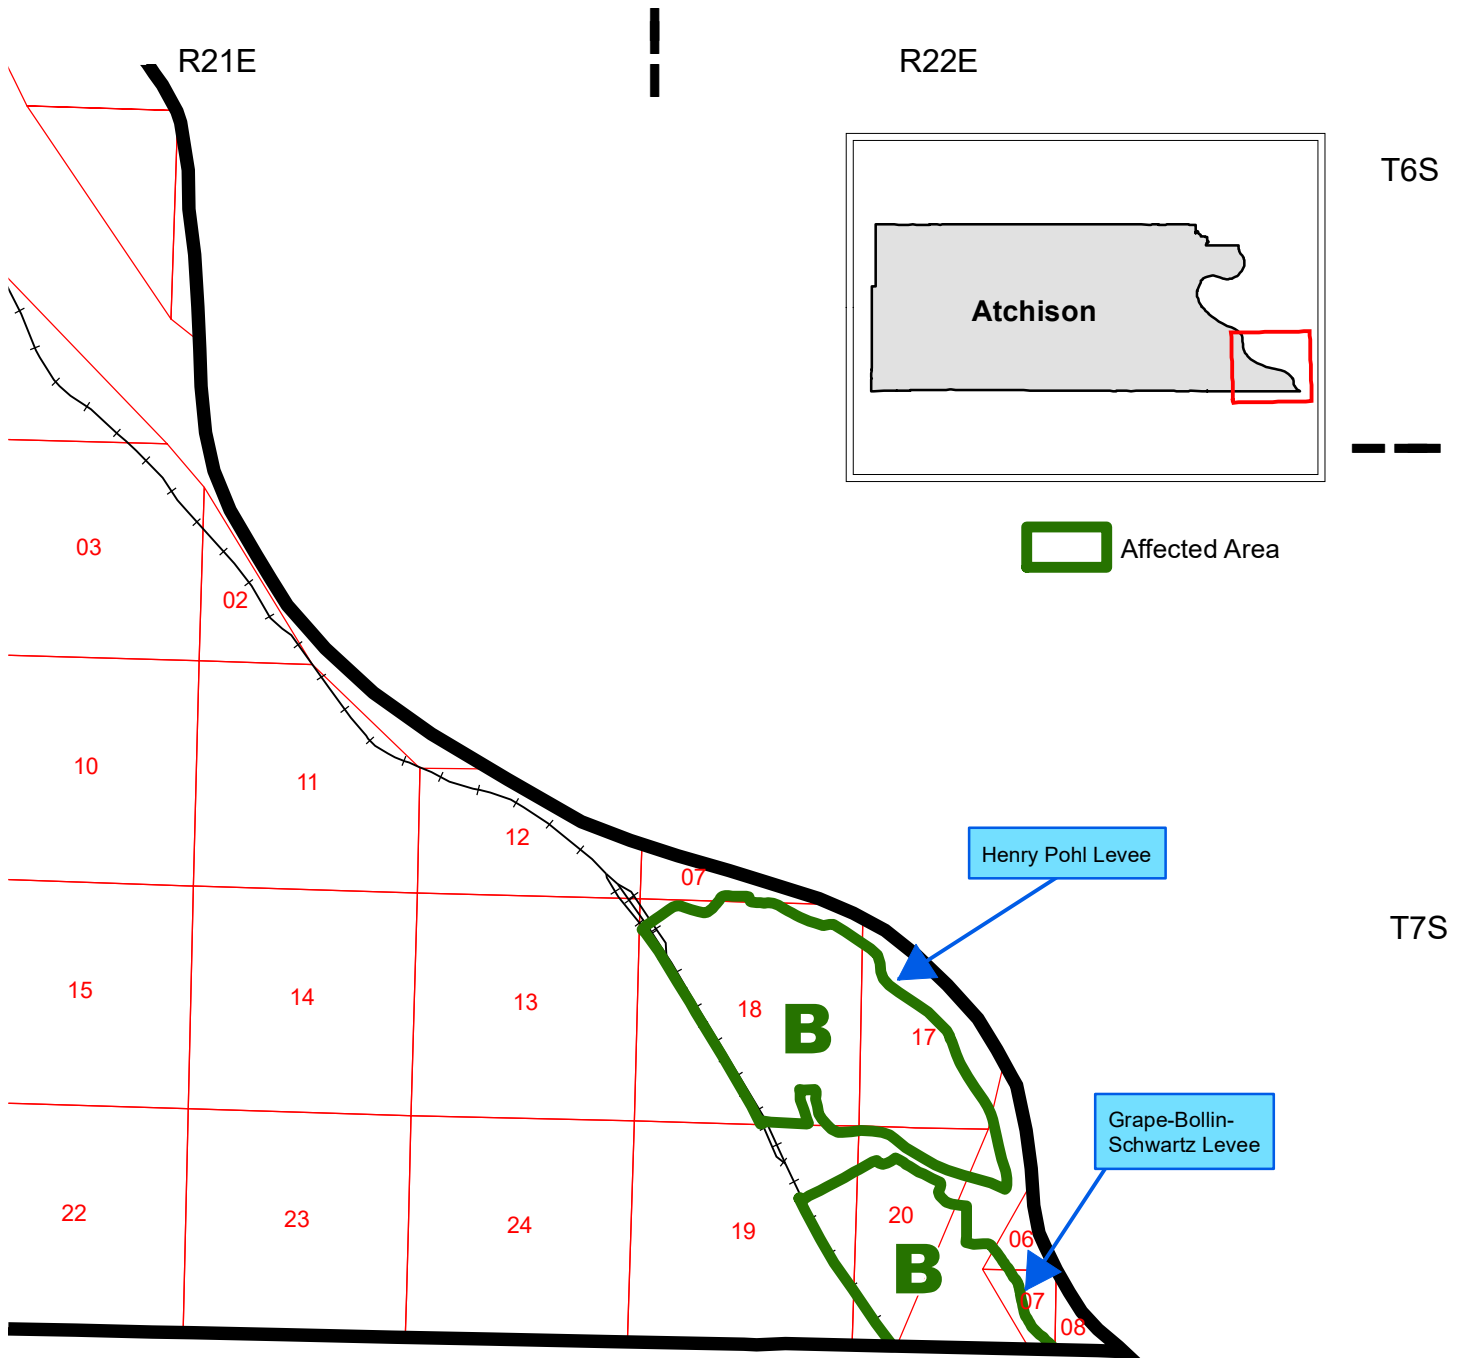 R21E
R22E
T6S
Atchison
Affected Area
03
02
10
11
12
07
Henry Pohl Levee
T7S
15
14
13
18
B
17
Grape-Bollin-
Schwartz Levee
22
23
24
19
20
06
B
07
08